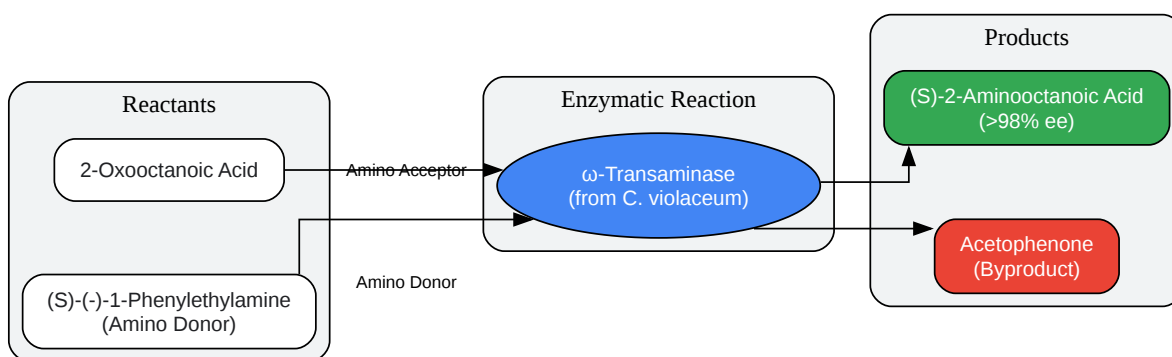 Reactants
2-Oxooctanoic Acid
(S)-(-)-1-Phenylethylamine
(Amino Donor)
Amino Acceptor
Amino Donor
Enzymatic Reaction
ω-Transaminase
(from C. violaceum)
Products
(S)-2-Aminooctanoic Acid
(>98% ee)
Acetophenone
(Byproduct)